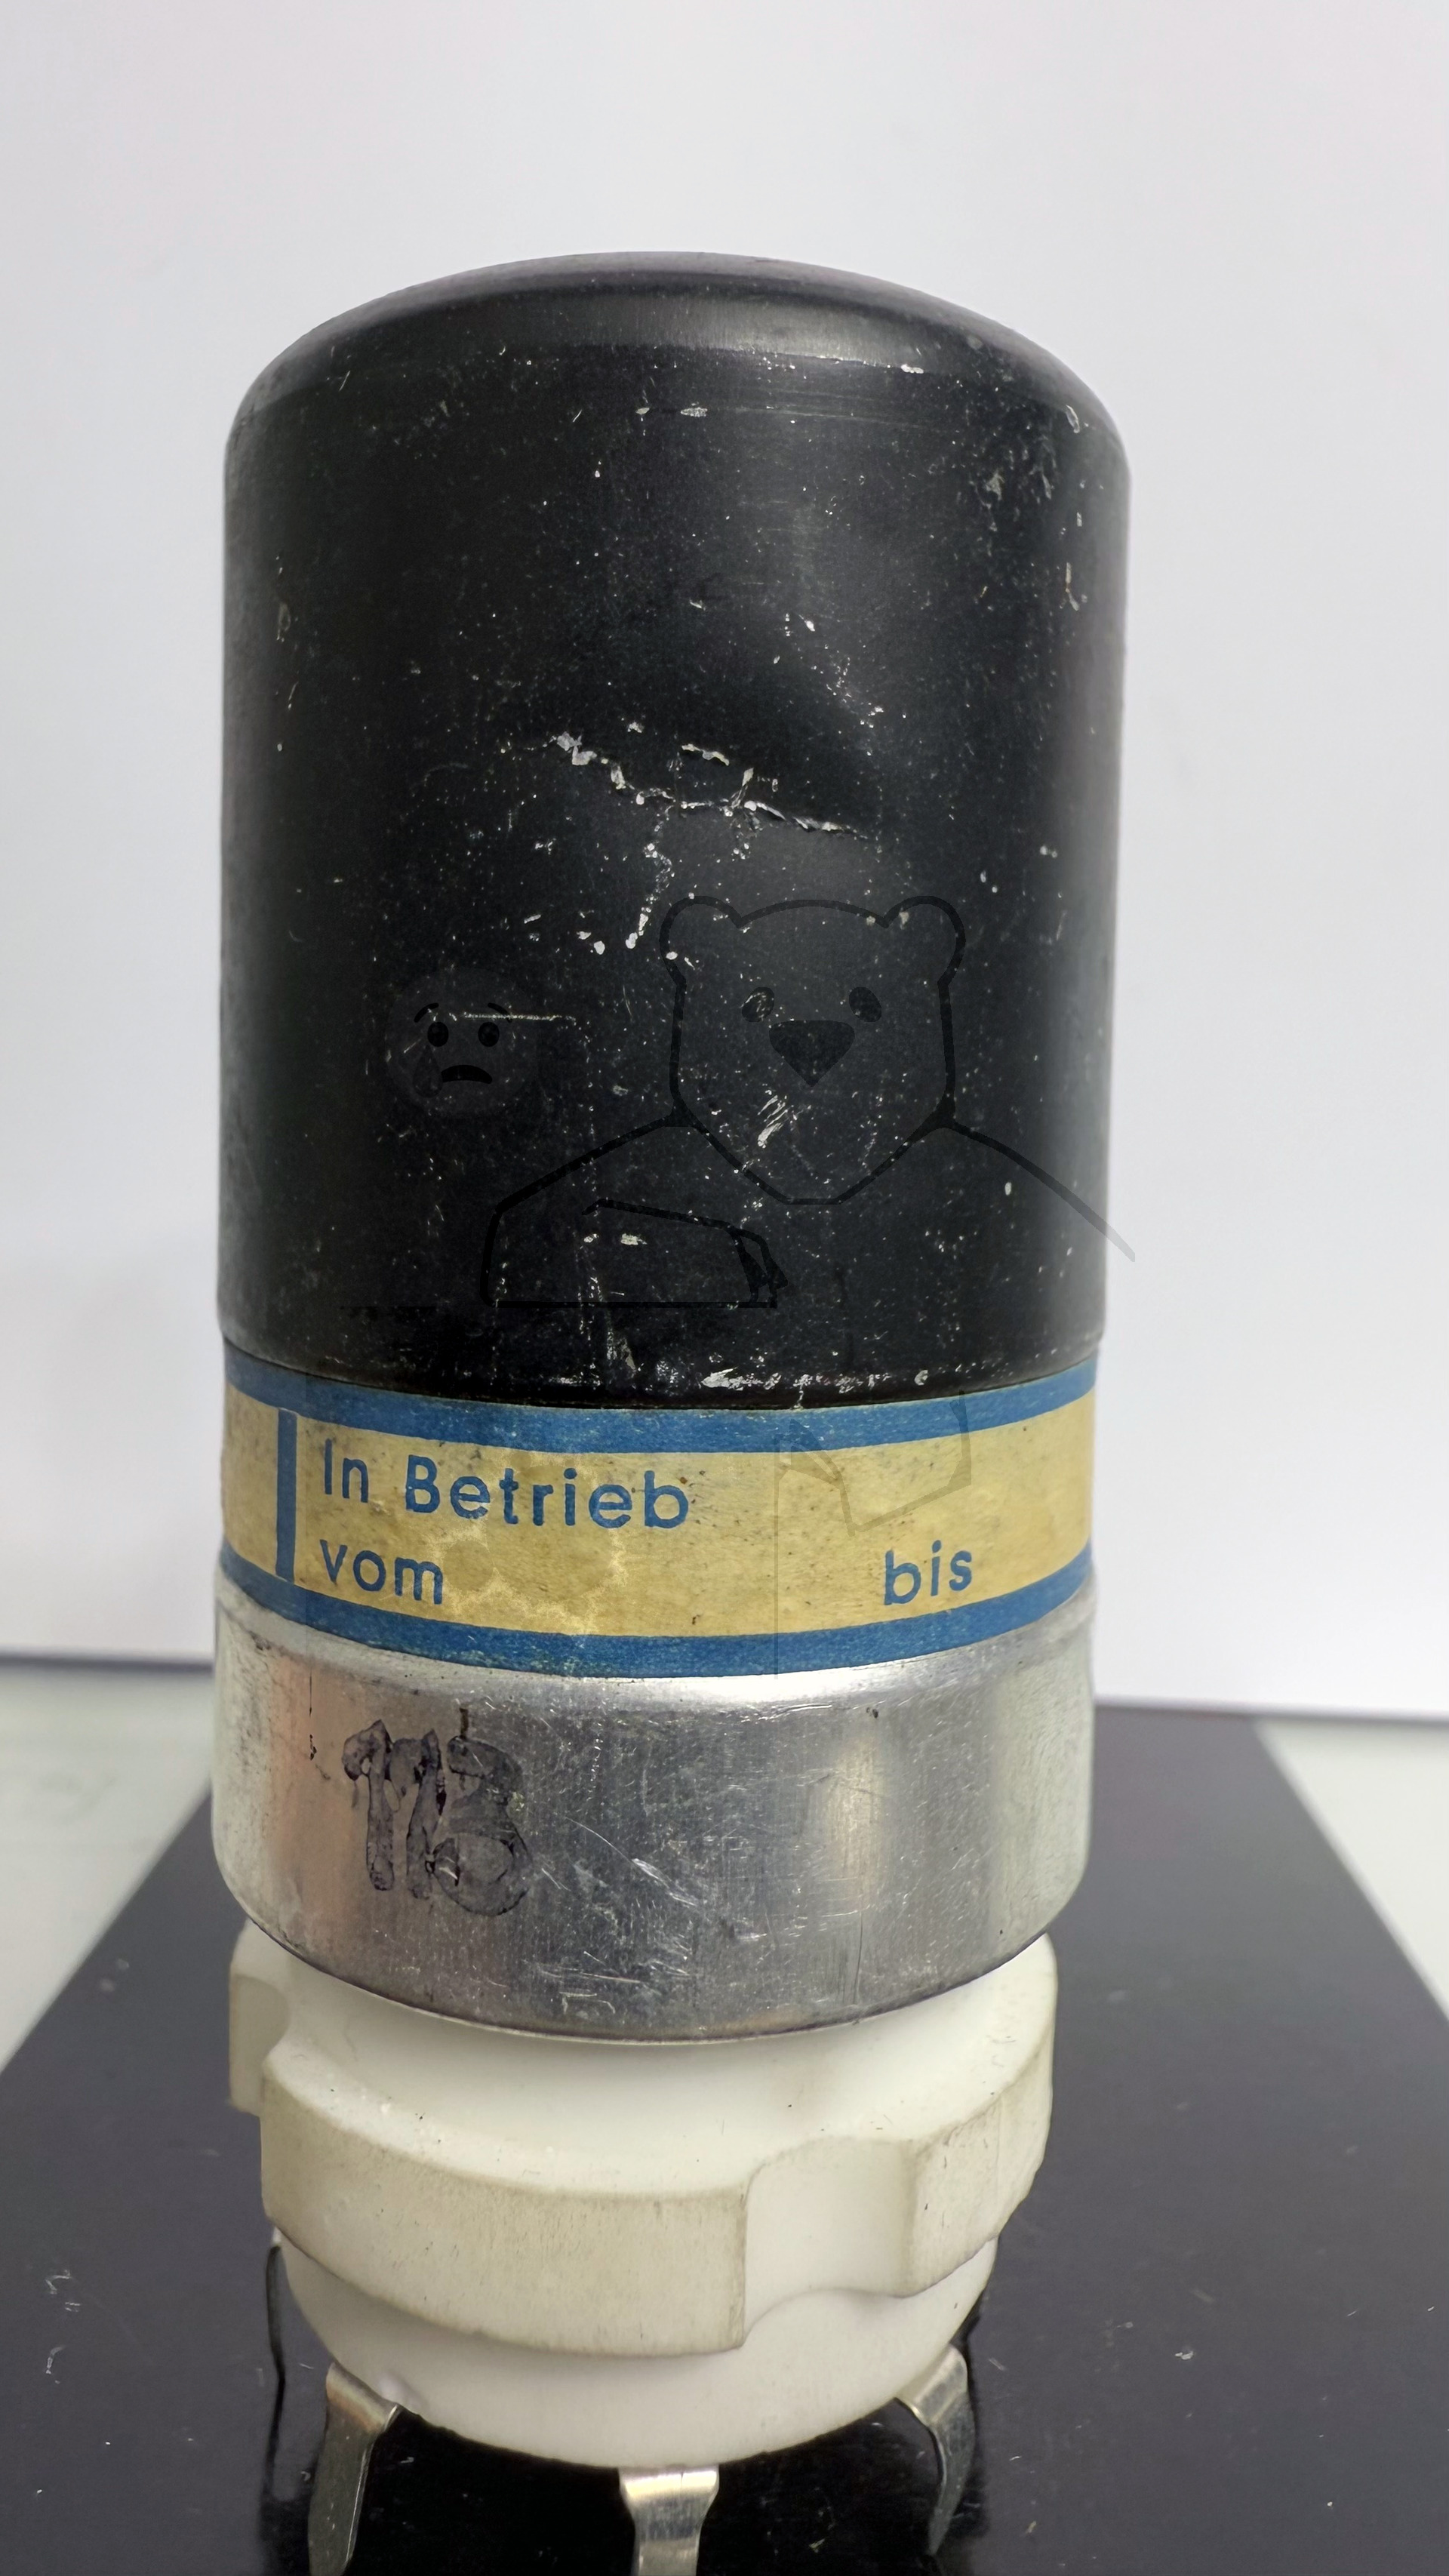 In Betrieb
vom bis
113